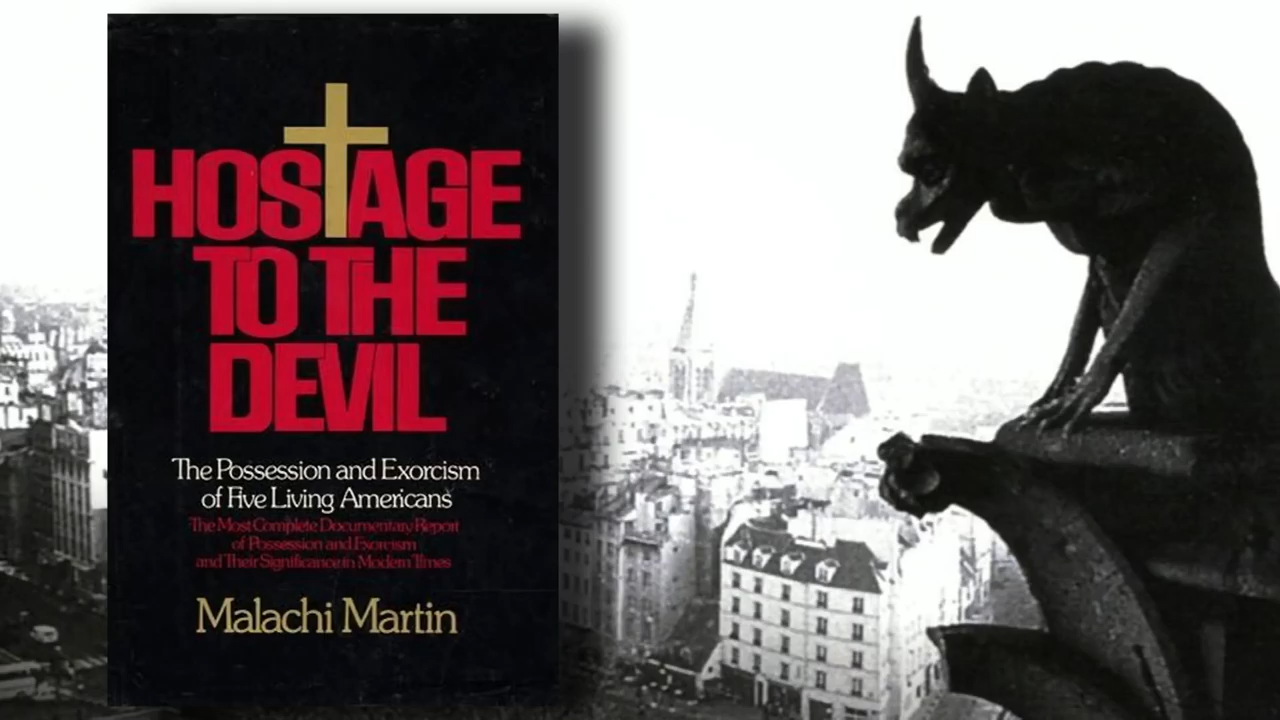 HOSTAGE
TO THE
DEVIL
The Possession and Exorcism
of Five Living Americans
The Most Complete Documentary Report
of Possession and Exorcism
and Their Significance in Modern Times
Malachi Martin